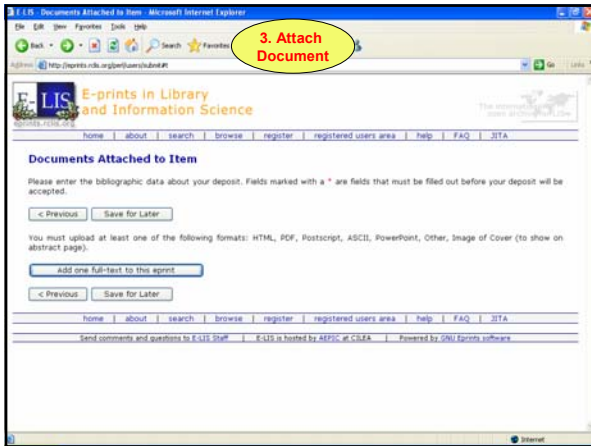 E-LIS - Documents Attached to Item - Microsoft Internet Explorer
File Edit View Favorites Tools Help
Back Search Favorites
3. Attach
Document
Address http://eprints.rclis.org/perl/users/submit#t
Go Links
E-LIS
eprints.rclis.org
E-prints in Library
and Information Science
The international
open archive for LIS
home | about | search | browse | register | registered users area | help | FAQ | JITA
Documents Attached to Item
Please enter the bibliographic data about your deposit. Fields marked with a * are fields that must be filled out before your deposit will be
accepted.
< Previous Save for Later
You must upload at least one of the following formats: HTML, PDF, Postscript, ASCII, PowerPoint, Other, Image of Cover (to show on
abstract page).
Add one full-text to this eprint
< Previous Save for Later
home | about | search | browse | register | registered users area | help | FAQ | JITA
Send comments and questions to E-LIS Staff | E-LIS is hosted by AEPIC at CILEA | Powered by GNU Eprints software
Internet